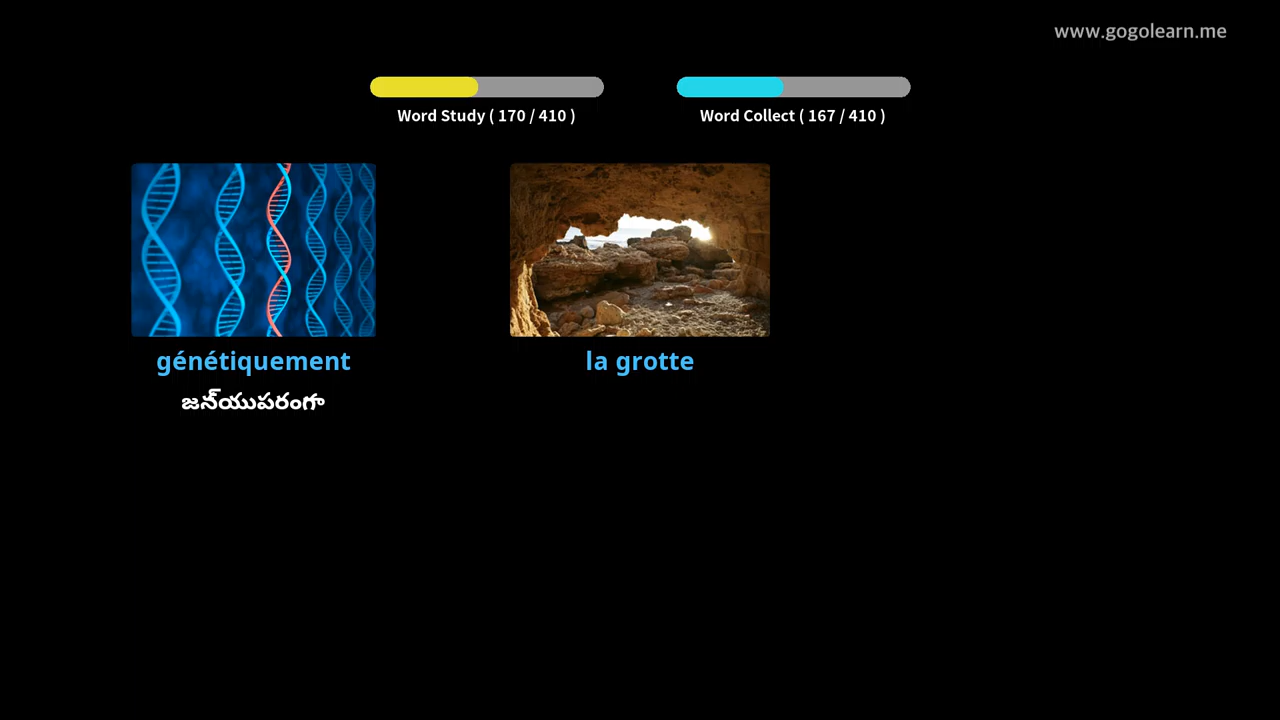 www.gogolearn.me
Word Study ( 170 / 410 )
Word Collect ( 167 / 410 )
génétiquement
la grotte
జన్యుపరంగా